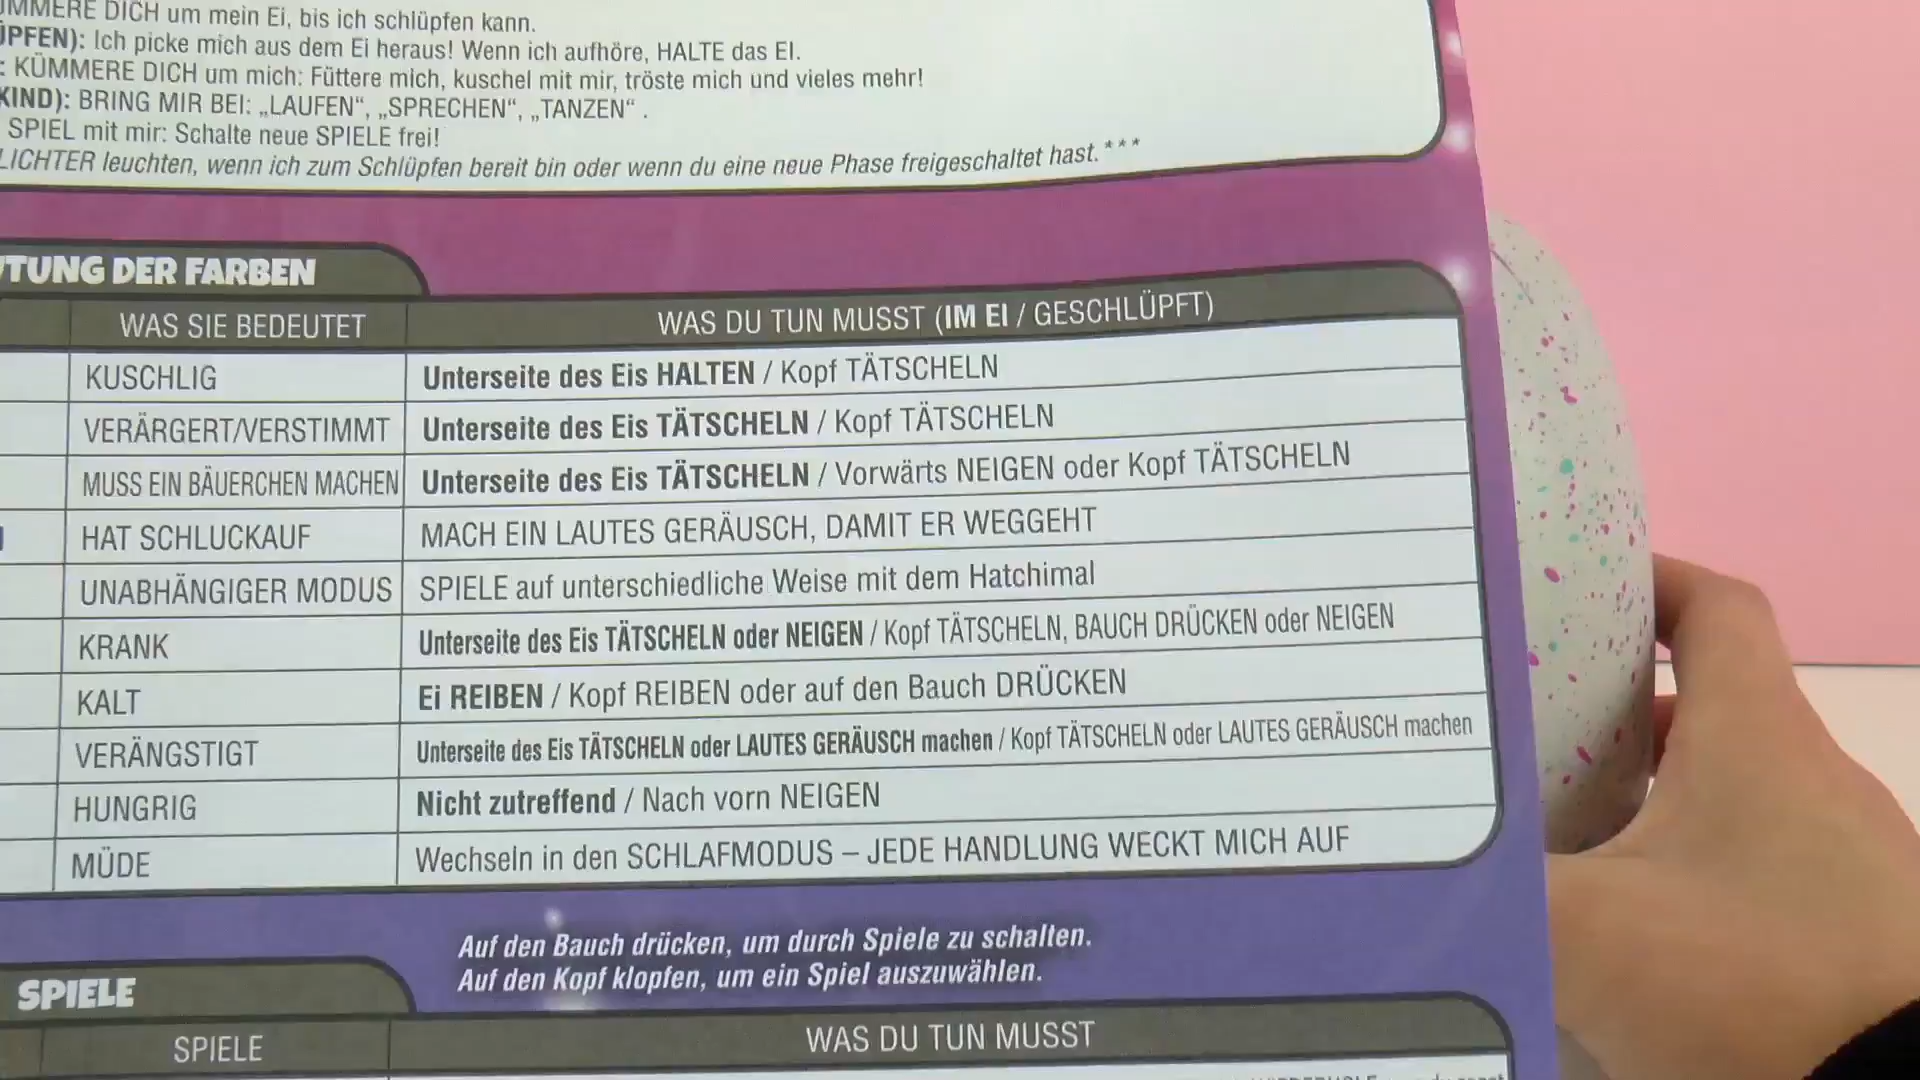 KÜMMERE DICH um mein Ei, bis ich schlüpfen kann.
Ich picke mich aus dem Ei heraus! Wenn ich aufhöre, HALTE das EI.
: KÜMMERE DICH um mich: Füttere mich, kuschel mit mir, tröste mich und vieles mehr!
KIND): BRING MIR BEI: „LAUFEN“, „SPRECHEN“, „TANZEN“.
SPIEL mit mir: Schalte neue SPIELE frei!
LICHTER leuchten, wenn ich zum Schlüpfen bereit bin oder wenn du eine neue Phase freigeschaltet hast.***
TUNG DER FARBEN
WAS SIE BEDEUTET WAS DU TUN MUSST (IM EI / GESCHLÜPFT)
KUSCHLIG Unterseite des Eis HALTEN / Kopf TÄTSCHELN
VERÄRGERT/VERSTIMMT Unterseite des Eis TÄTSCHELN / Kopf TÄTSCHELN
MUSS EIN BÄUERCHEN MACHEN Unterseite des Eis TÄTSCHELN / Vorwärts NEIGEN oder Kopf TÄTSCHELN
HAT SCHLUCKAUF MACH EIN LAUTES GERÄUSCH, DAMIT ER WEGGEHT
UNABHÄNGIGER MODUS SPIELE auf unterschiedliche Weise mit dem Hatchimal
KRANK Unterseite des Eis TÄTSCHELN oder NEIGEN / Kopf TÄTSCHELN, BAUCH DRÜCKEN oder NEIGEN
KALT Ei REIBEN / Kopf REIBEN oder auf den Bauch DRÜCKEN
VERÄNGSTIGT Unterseite des Eis TÄTSCHELN oder LAUTES GERÄUSCH machen / Kopf TÄTSCHELN oder LAUTES GERÄUSCH machen
HUNGRIG Nicht zutreffend / Nach vorn NEIGEN
MÜDE Wechseln in den SCHLAFMODUS – JEDE HANDLUNG WECKT MICH AUF
Auf den Bauch drücken, um durch Spiele zu schalten.
Auf den Kopf klopfen, um ein Spiel auszuwählen.
SPIELE
SPIELE WAS DU TUN MUSST